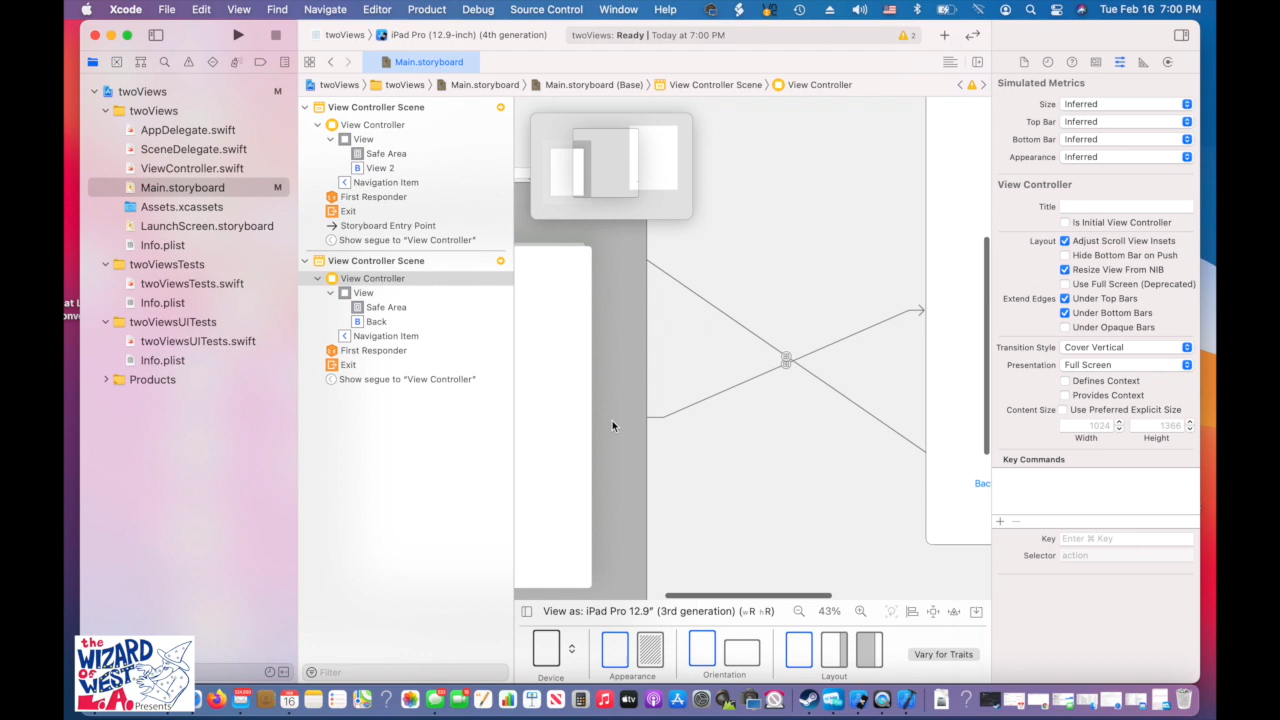 Xcode File Edit View Find Navigate Editor Product Debug Source Control Window Help Tue Feb 16 7:00 PM
twoViews iPad Pro (12.9-inch) (4th generation) twoViews: Ready | Today at 7:00 PM 2
Main.storyboard
twoViews twoViews Main.storyboard Main.storyboard (Base) View Controller Scene View Controller
twoViews M
twoViews
AppDelegate.swift
SceneDelegate.swift
ViewController.swift
Main.storyboard M
Assets.xcassets
LaunchScreen.storyboard
Info.plist
twoViewsTests
twoViewsTests.swift
Info.plist
twoViewsUITests
twoViewsUITests.swift
Info.plist
Products
View Controller Scene
View Controller
View
Safe Area
B View 2
Navigation Item
First Responder
Exit
Storyboard Entry Point
Show segue to “View Controller”
View Controller Scene
View Controller
View
Safe Area
B Back
Navigation Item
First Responder
Exit
Show segue to “View Controller”
Filter
Bac
View as: iPad Pro 12.9” (3rd generation) (wR hR) 43%
Device Appearance Orientation Layout
Vary for Traits
Simulated Metrics
Size Inferred
Top Bar Inferred
Bottom Bar Inferred
Appearance Inferred
View Controller
Title
Is Initial View Controller
Layout Adjust Scroll View Insets
Hide Bottom Bar on Push
Resize View From NIB
Use Full Screen (Deprecated)
Extend Edges Under Top Bars
Under Bottom Bars
Under Opaque Bars
Transition Style Cover Vertical
Presentation Full Screen
Defines Context
Provides Context
Content Size Use Preferred Explicit Size
1024 1366
Width Height
Key Commands
Key Enter ⌘ Key
Selector action
the
WIZARD
of WEST
L.A.
Presents